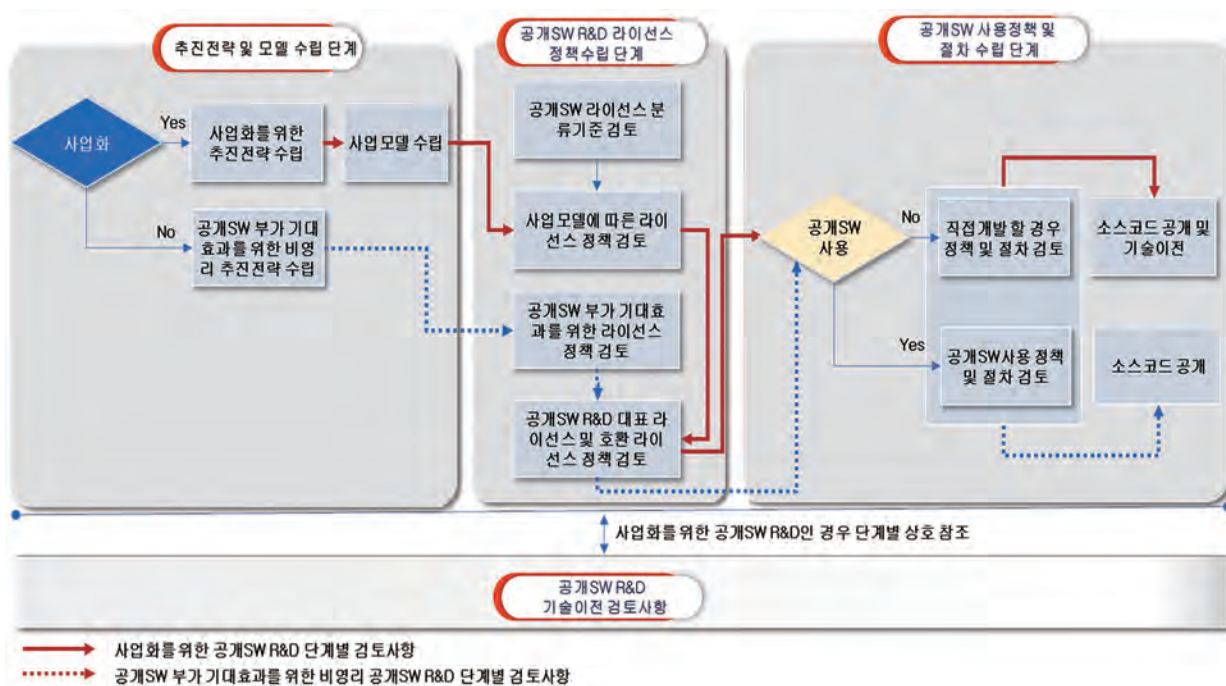 추진전략 및 모델 수립 단계
공개SW R&D 라이선스
정책수립 단계
공개SW 사용정책 및
절차 수립 단계
사업화
Yes
사업화를 위한
추진전략 수립
사업 모델 수립
No
공개SW 부가 기대
효과를 위한 비영
리 추진전략 수립
공개SW 라이선스 분
류기준 검토
사업 모델에 따른 라이
선스 정책 검토
공개SW 부가 기대효
과를 위한 라이선스
정책 검토
공개SW R&D 대표 라
이선스 및 호환 라이
선스 정책 검토
공개SW
사용
No
직접개발 할 경우
정책 및 절차 검토
소스코드 공개 및
기술이전
Yes
공개SW사용 정책
및 절차 검토
소스코드 공개
사업화를 위한 공개SW R&D인 경우 단계별 상호 참조
공개SW R&D
기술이전 검토사항
사업화를 위한 공개SW R&D 단계별 검토사항
공개SW 부가 기대효과를 위한 비영리 공개SW R&D 단계별 검토사항